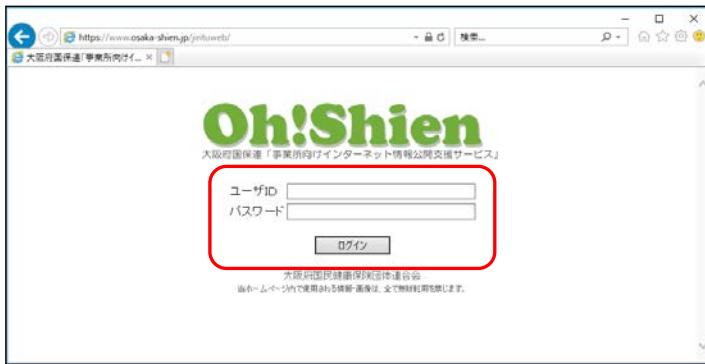 https://www.osaka-shien.jp/jintuweb/
検索...
大阪府国保連「事業所向けイ...
Oh!Shien
大阪府国保連「事業所向けインターネット情報公開支援サービス」
ユーザID
パスワード
ログイン
大阪府国民健康保険団体連合会
当ホームページ内で使用される情報・画像は、全て無断転用を禁じます。